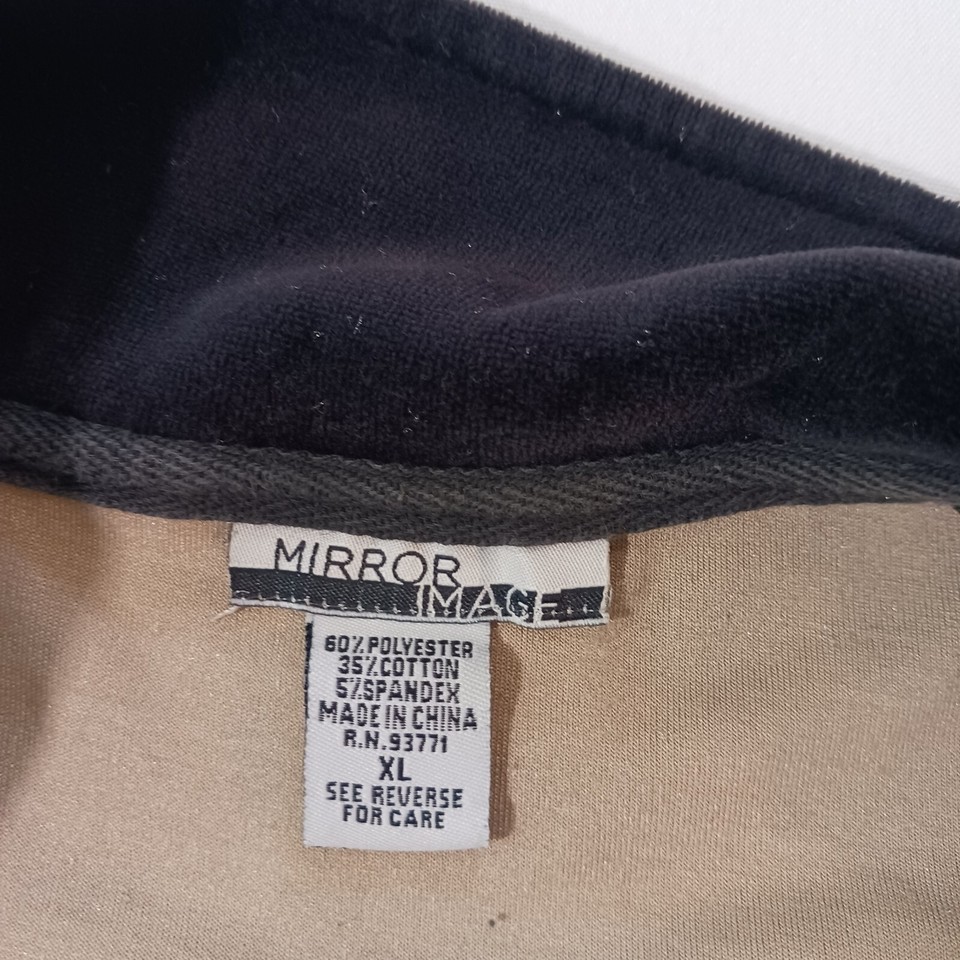 MIRROR
IMAGE
60% POLYESTER
35% COTTON
5% SPANDEX
MADE IN CHINA
R.N. 93771
XL
SEE REVERSE
FOR CARE